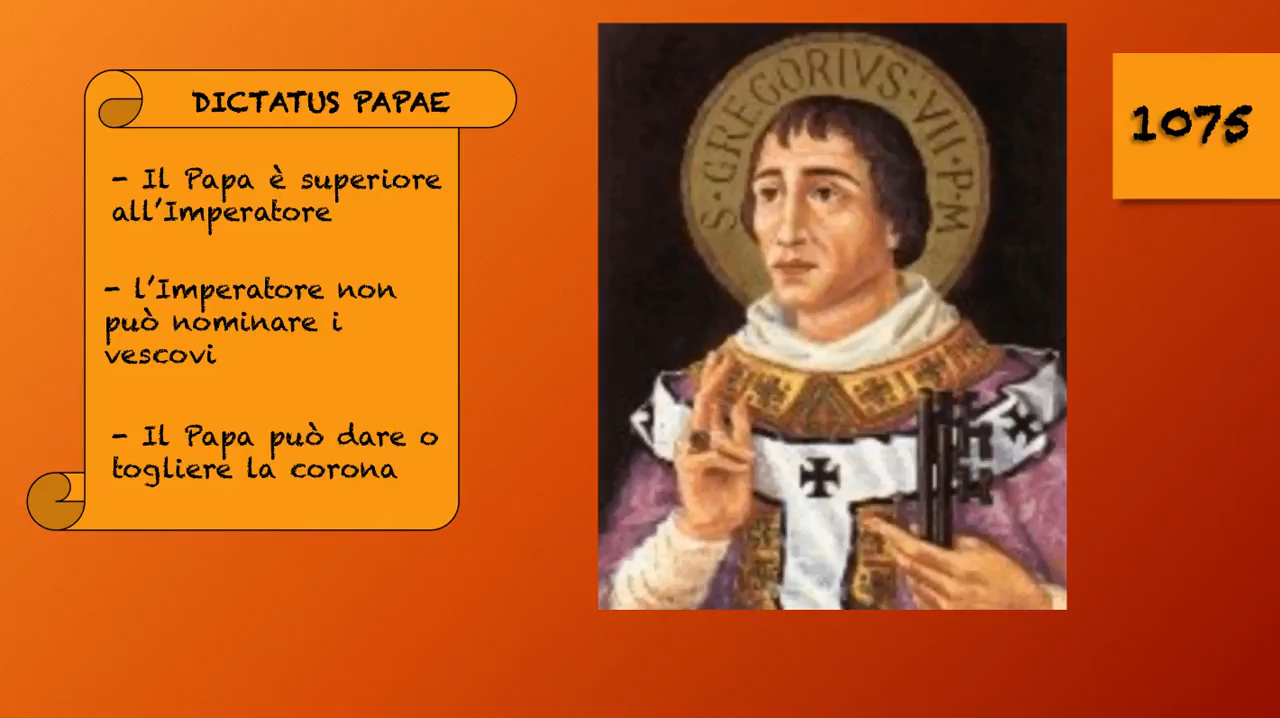 DICTATUS PAPAE
- Il Papa è superiore
all'Imperatore
- l'Imperatore non
può nominare i
vescovi
- Il Papa può dare o
togliere la corona
S·GREGORIVS·VII·P·M
1075